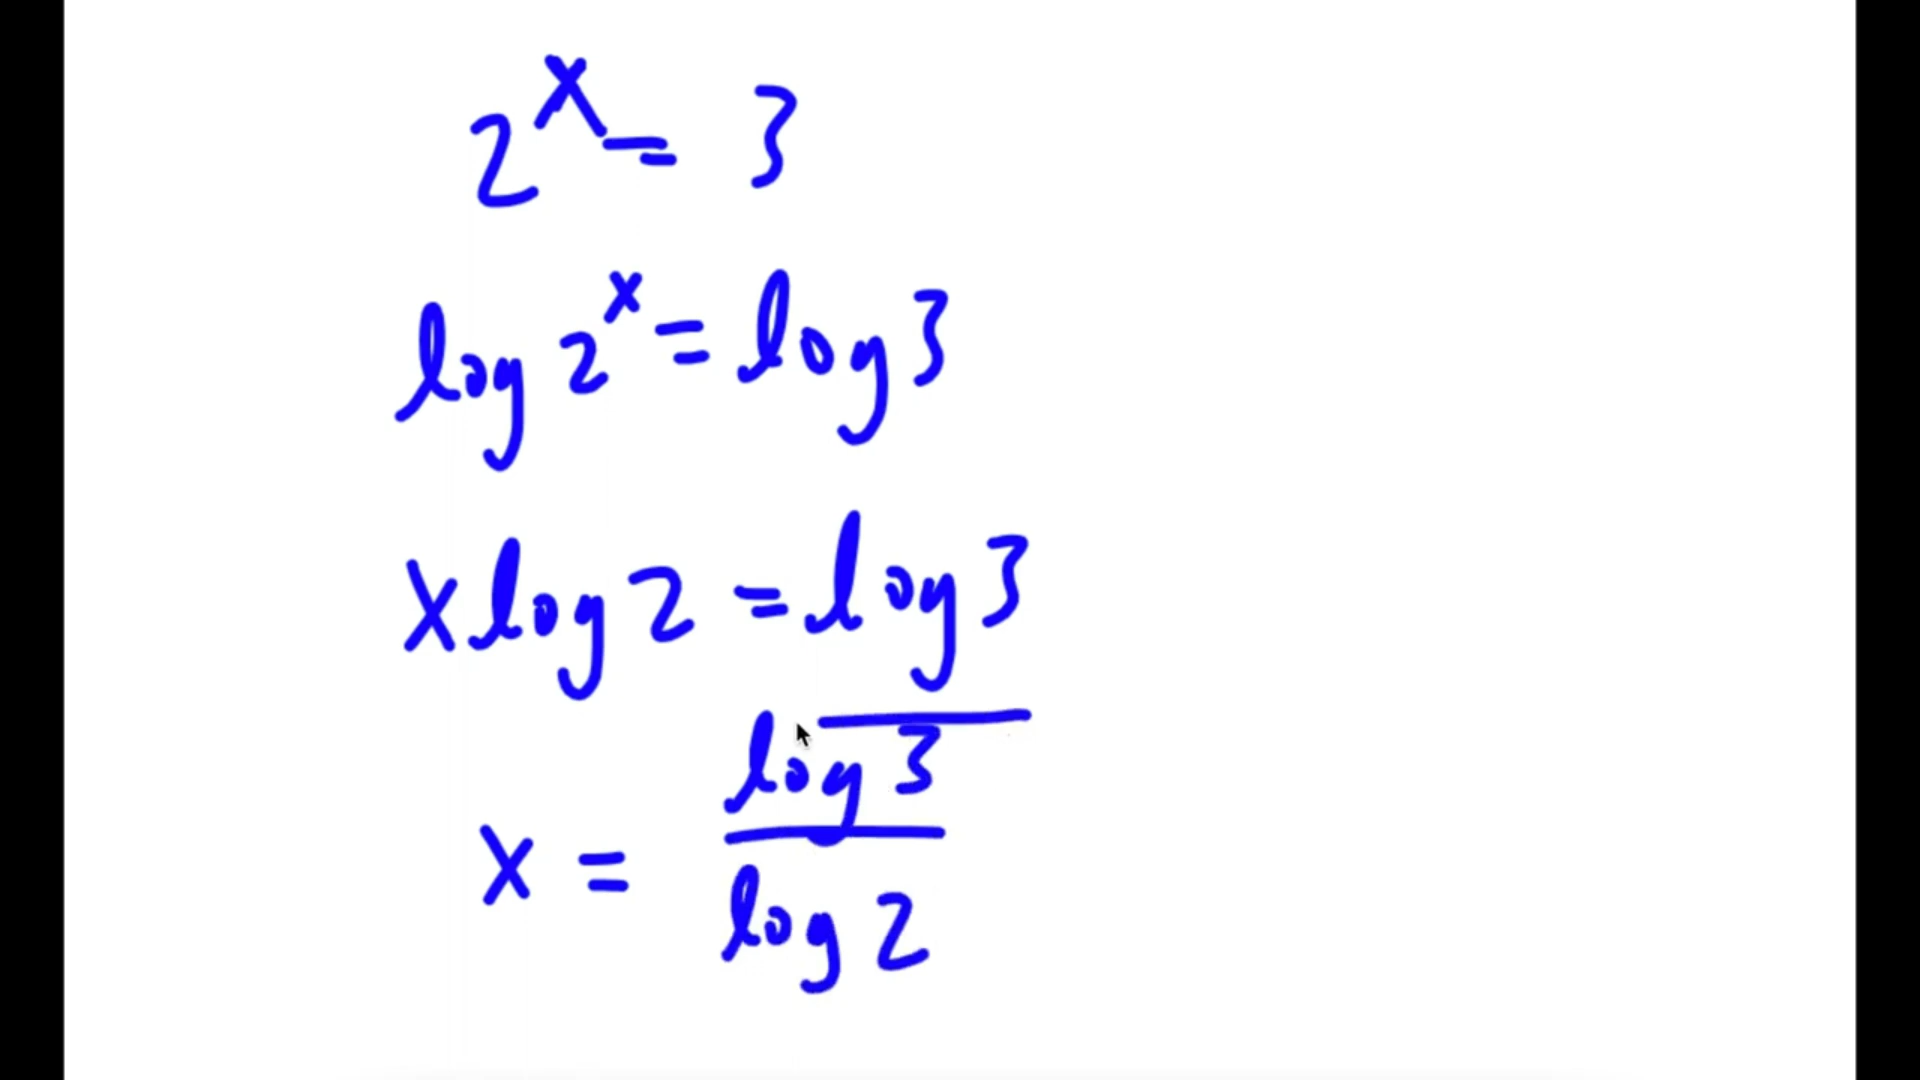 2^x = 3
log 2^x = log 3
x log 2 = log 3
x = log 3 / log 2